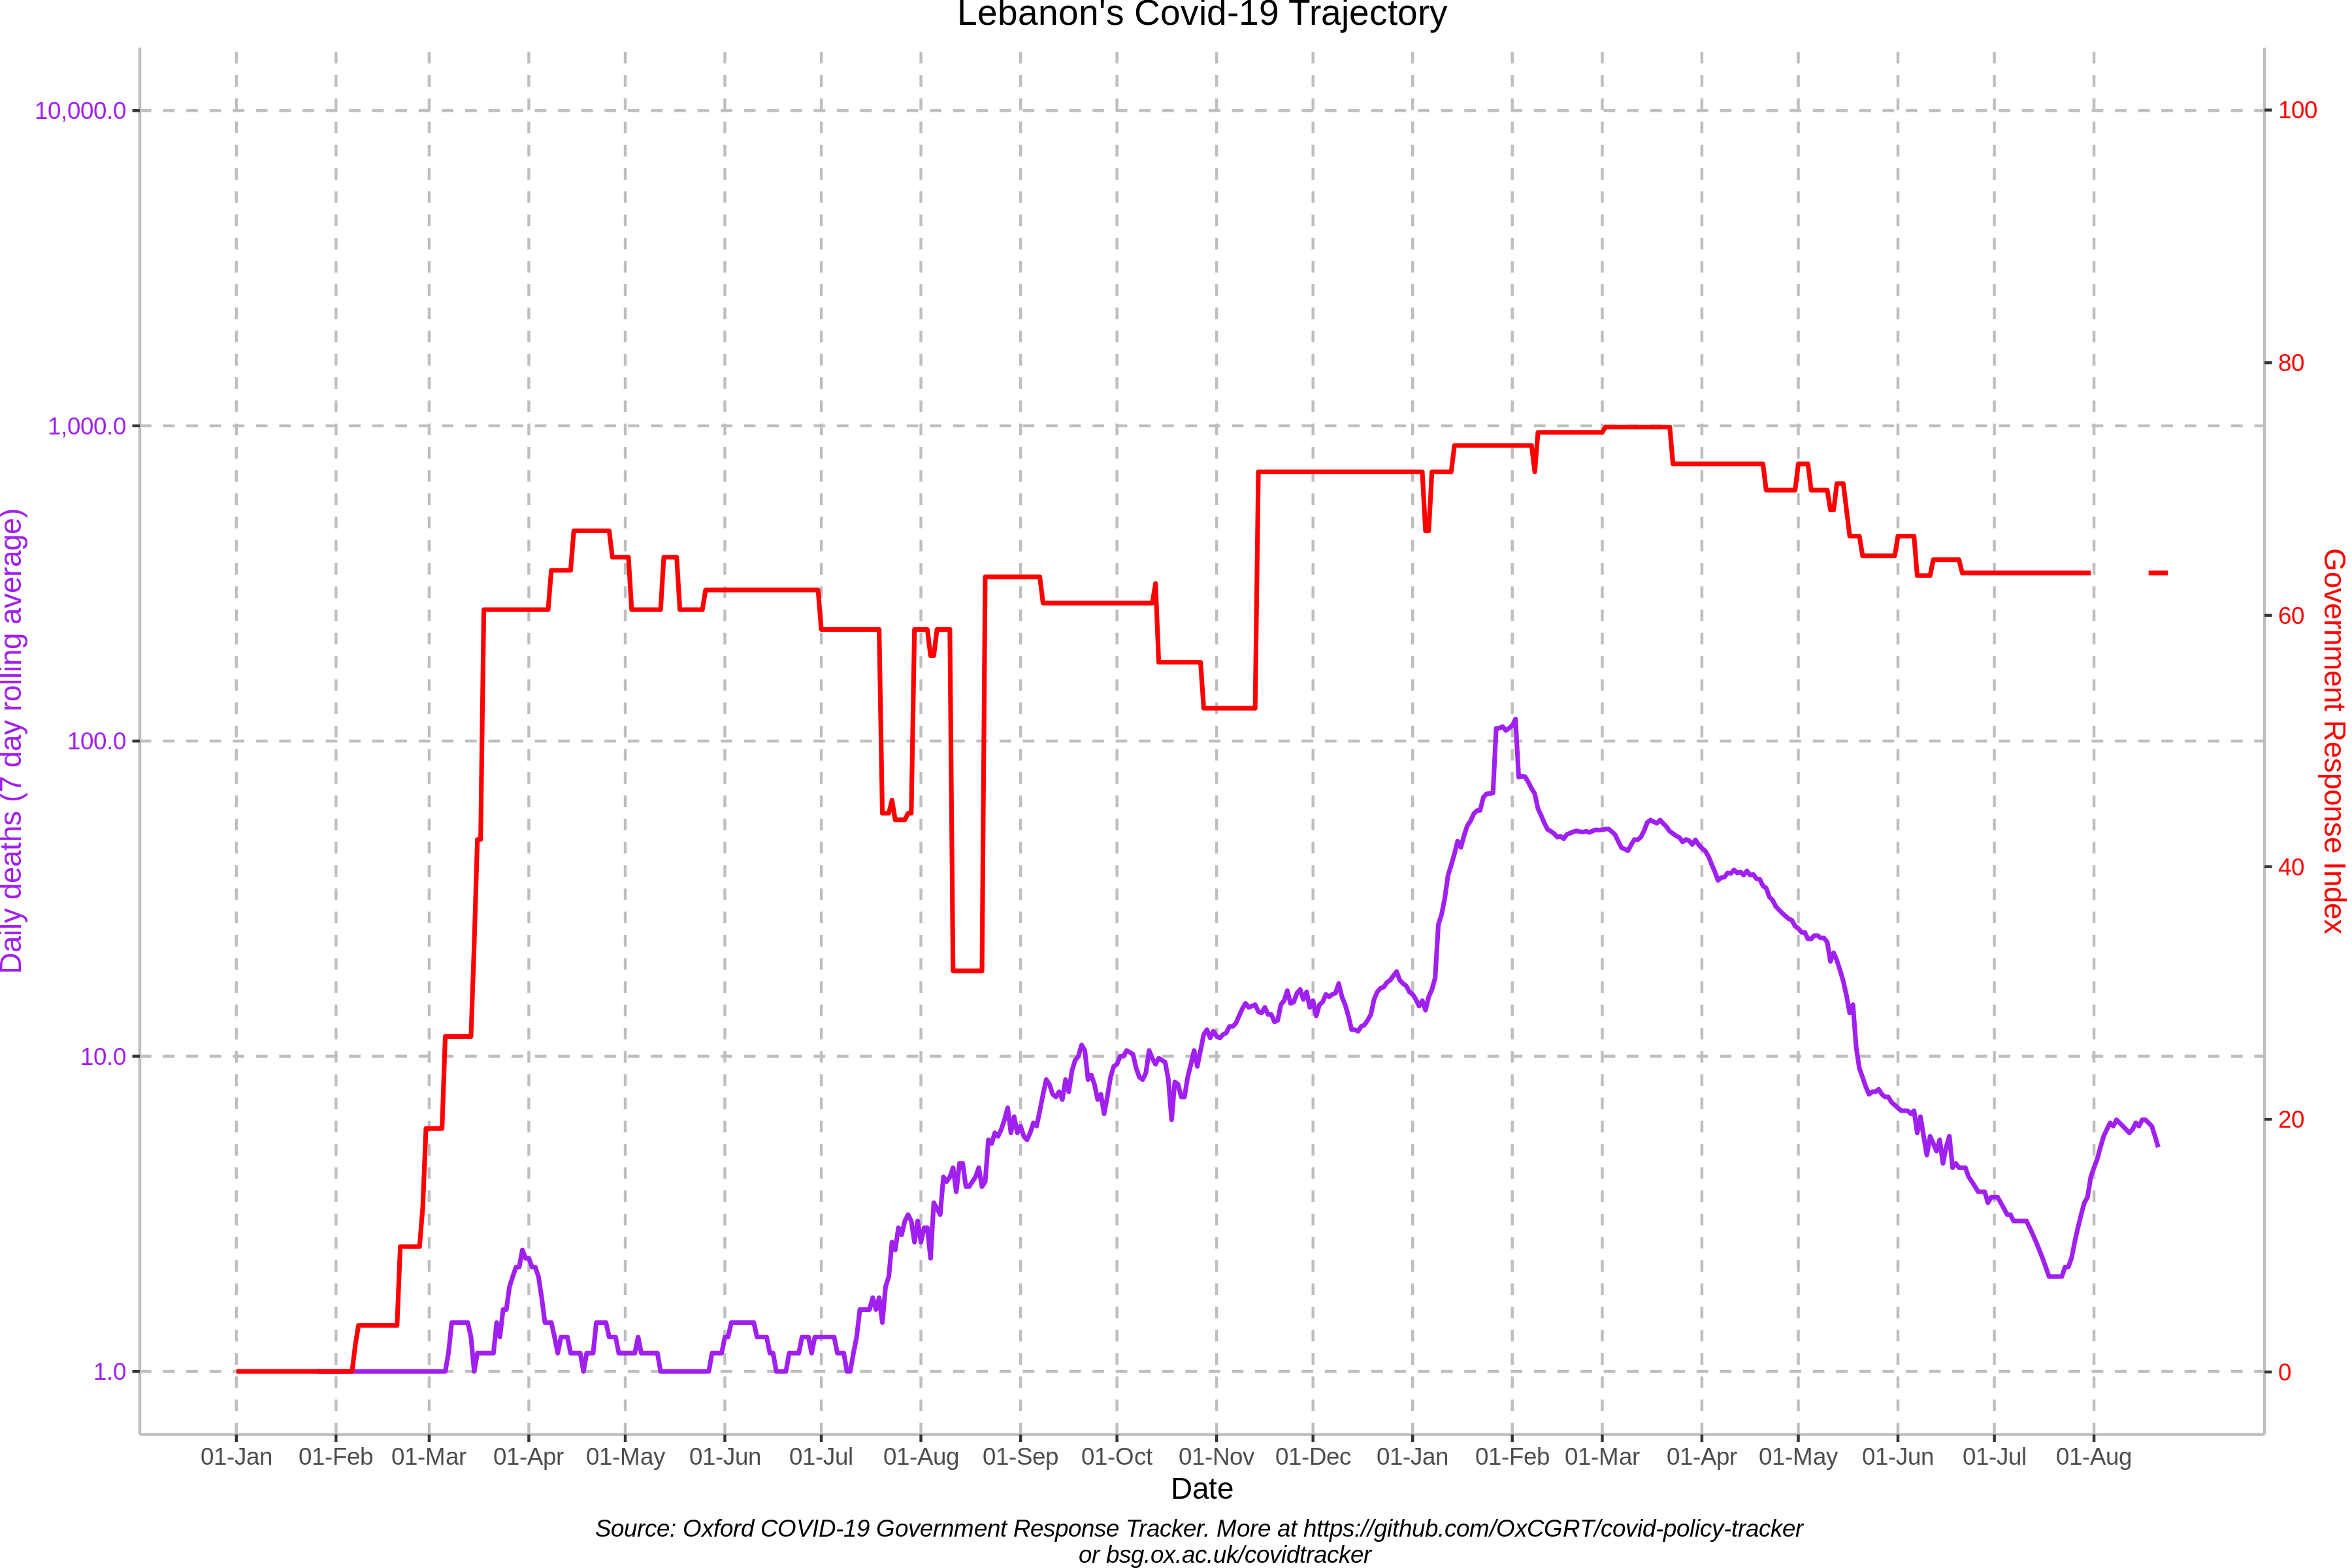 Lebanon's Covid-19 Trajectory
10,000.0
1,000.0
100.0
10.0
1.0
Daily deaths (7 day rolling average)
100
80
60
40
20
0
Government Response Index
01-Jan 01-Feb 01-Mar 01-Apr 01-May 01-Jun 01-Jul 01-Aug 01-Sep 01-Oct 01-Nov 01-Dec 01-Jan 01-Feb 01-Mar 01-Apr 01-May 01-Jun 01-Jul 01-Aug
Date
Source: Oxford COVID-19 Government Response Tracker. More at https://github.com/OxCGRT/covid-policy-tracker
or bsg.ox.ac.uk/covidtracker